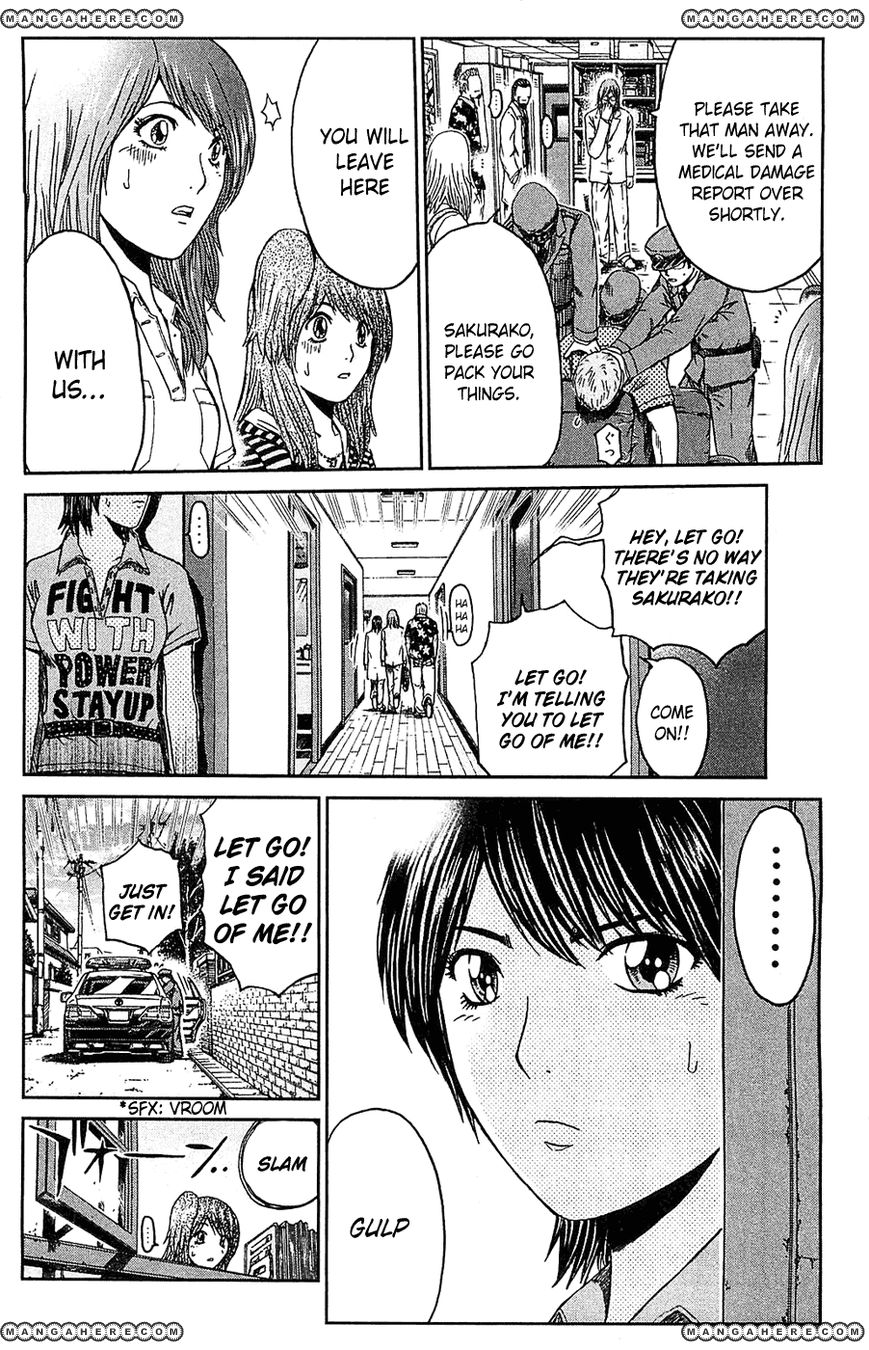 MANGAHERE.COM
MANGAHERE.COM
PLEASE TAKE
THAT MAN AWAY.
WE'LL SEND A
MEDICAL DAMAGE
REPORT OVER
SHORTLY.
SAKURAKO,
PLEASE GO
PACK YOUR
THINGS.
ぐっ
YOU WILL
LEAVE
HERE
WITH
US...
HEY, LET GO!
THERE'S NO WAY
THEY'RE TAKING
SAKURAKO!!
COME
ON!!
LET GO!
I'M TELLING
YOU TO LET
GO OF ME!!
HA
HA
HA
....
FIGHT
WITH
POWER
STAYUP
........
GULP
LET GO!
I SAID
LET GO
OF ME!!
JUST
GET IN!
*SFX: VROOM
SLAM
....
MANGAHERE.COM
MANGAHERE.COM